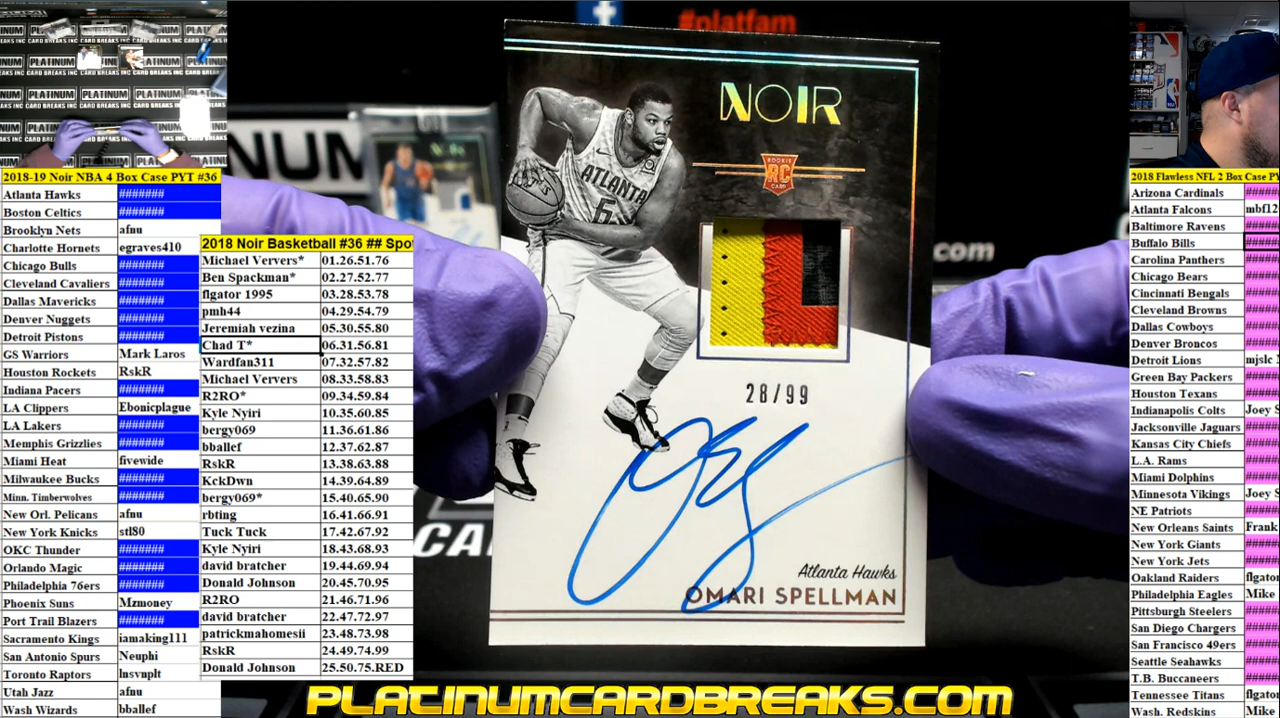 #platfam
NOIR
ROOKIE
RC
CARD
ATLANTA
6
28/99
Atlanta Hawks
OMARI SPELLMAN
.com
PLATINUMCARDBREAKS.COM
2018-19 Noir NBA 4 Box Case PYT #36
Atlanta Hawks #######
Boston Celtics #######
Brooklyn Nets afnu
Charlotte Hornets egraves410
Chicago Bulls #######
Cleveland Cavaliers #######
Dallas Mavericks #######
Denver Nuggets #######
Detroit Pistons #######
GS Warriors Mark Laros
Houston Rockets RskR
Indiana Pacers #######
LA Clippers Ebonicplague
LA Lakers #######
Memphis Grizzlies #######
Miami Heat fivewide
Milwaukee Bucks #######
Minn. Timberwolves #######
New Orl. Pelicans afnu
New York Knicks stl80
OKC Thunder #######
Orlando Magic #######
Philadelphia 76ers #######
Phoenix Suns Mzmoney
Port Trail Blazers #######
Sacramento Kings iamaking111
San Antonio Spurs Neuphi
Toronto Raptors lnsvnplt
Utah Jazz afnu
Wash Wizards bballef
2018 Noir Basketball #36 ## Spo
Michael Ververs* 01.26.51.76
Ben Spackman* 02.27.52.77
flgator 1995 03.28.53.78
pmh44 04.29.54.79
Jeremiah vezina 05.30.55.80
Chad T* 06.31.56.81
Wardfan311 07.32.57.82
Michael Ververs 08.33.58.83
R2RO* 09.34.59.84
Kyle Nyiri 10.35.60.85
bergy069 11.36.61.86
bballef 12.37.62.87
RskR 13.38.63.88
KckDwn 14.39.64.89
bergy069* 15.40.65.90
rbting 16.41.66.91
Tuck Tuck 17.42.67.92
Kyle Nyiri 18.43.68.93
david bratcher 19.44.69.94
Donald Johnson 20.45.70.95
R2RO 21.46.71.96
david bratcher 22.47.72.97
patrickmahomesii 23.48.73.98
RskR 24.49.74.99
Donald Johnson 25.50.75.RED
2018 Flawless NFL 2 Box Case PY
Arizona Cardinals #####
Atlanta Falcons mbf12
Baltimore Ravens #####
Buffalo Bills #####
Carolina Panthers #####
Chicago Bears #####
Cincinnati Bengals #####
Cleveland Browns #####
Dallas Cowboys #####
Denver Broncos #####
Detroit Lions mjslc
Green Bay Packers #####
Houston Texans #####
Indianapolis Colts Joey S
Jacksonville Jaguars #####
Kansas City Chiefs #####
L.A. Rams #####
Miami Dolphins #####
Minnesota Vikings Joey S
NE Patriots #####
New Orleans Saints Frank
New York Giants #####
New York Jets #####
Oakland Raiders flgato
Philadelphia Eagles Mike
Pittsburgh Steelers #####
San Diego Chargers #####
San Francisco 49ers #####
Seattle Seahawks #####
T.B. Buccaneers #####
Tennessee Titans flgato
Wash. Redskins Mike